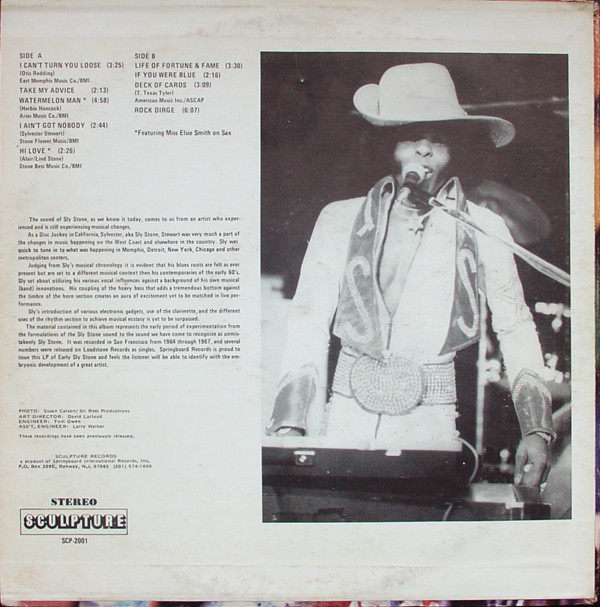 SIDE A
I CAN'T TURN YOU LOOSE (3:25)
(Otis Redding)
East Memphis Music Co./BMI
TAKE MY ADVICE (2:13)
WATERMELON MAN * (4:58)
(Herbie Hancock)
Aries Music Co./BMI
I AIN'T GOT NOBODY (2:44)
(Sylvester Stewart)
Stone Flower Music/BMI
HI LOVE * (2:26)
(Alair/Lind Stone)
Stone Bess Music Co./BMI
SIDE B
LIFE OF FORTUNE & FAME (3:30)
IF YOU WERE BLUE (2:16)
DECK OF CARDS (3:09)
(T. Texas Tyler)
American Music Inc./ASCAP
ROCK DIRGE (6:07)
*Featuring Miss Elsie Smith on Sax
The sound of Sly Stone, as we know it today, comes to us from an artist who exper-
ienced and is still experiencing musical changes.
As a Disc Jockey in California, Sylvester, aka Sly Stone, Stewart was very much a part of
the changes in music happening on the West Coast and elsewhere in the country. Sly was
quick to tune in to what was happening in Memphis, Detroit, New York, Chicago and other
metropolitan centers.
Judging from Sly's musical chronology it is evident that his blues roots are felt as ever
present but are set to a different musical context then his contemporaries of the early 60's.
Sly set about utilizing his various vocal influences against a background of his own musical
(band) innovations. His coupling of the heavy bass that adds a tremendous bottom against
the timbre of the horn section creates an aura of excitement yet to be matched in live per-
formance.
Sly's introduction of various electronic gadgets, use of the clavinette, and the different
uses of the rhythm section to achieve musical ecstasy is yet to be surpassed.
The material contained in this album represents the early period of experimentation from
the formulations of the Sly Stone sound to the sound we have come to recognize as unmis-
takenly Sly Stone. It was recorded in San Francisco from 1964 through 1967, and several
numbers were released on Loadstone Records as singles. Springboard Records is proud to
issue this LP of Early Sly Stone and feels the listener will be able to identify with the em-
bryonic development of a great artist.
PHOTO: Susan Carson/Sir Reel Productions
ART DIRECTOR: David Lartaud
ENGINEER: Tom Owen
ASS'T. ENGINEER: Larry Walker
These recordings have been previously released.
SCULPTURE RECORDS
a product of Springboard International Records, Inc.
P.O. Box 309E, Rahway, N.J. 07065 (201) 574-1400
STEREO
SCULPTURE
SCP-2001
S
S